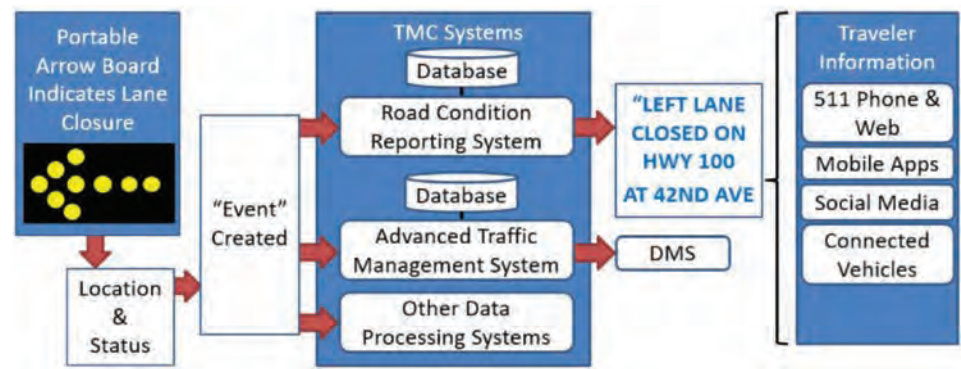 Portable
Arrow Board
Indicates Lane
Closure
Location
&
Status
“Event”
Created
TMC Systems
Database
Road Condition
Reporting System
Database
Advanced Traffic
Management System
Other Data
Processing Systems
“LEFT LANE
CLOSED ON
HWY 100
AT 42ND AVE
DMS
Traveler
Information
511 Phone &
Web
Mobile Apps
Social Media
Connected
Vehicles